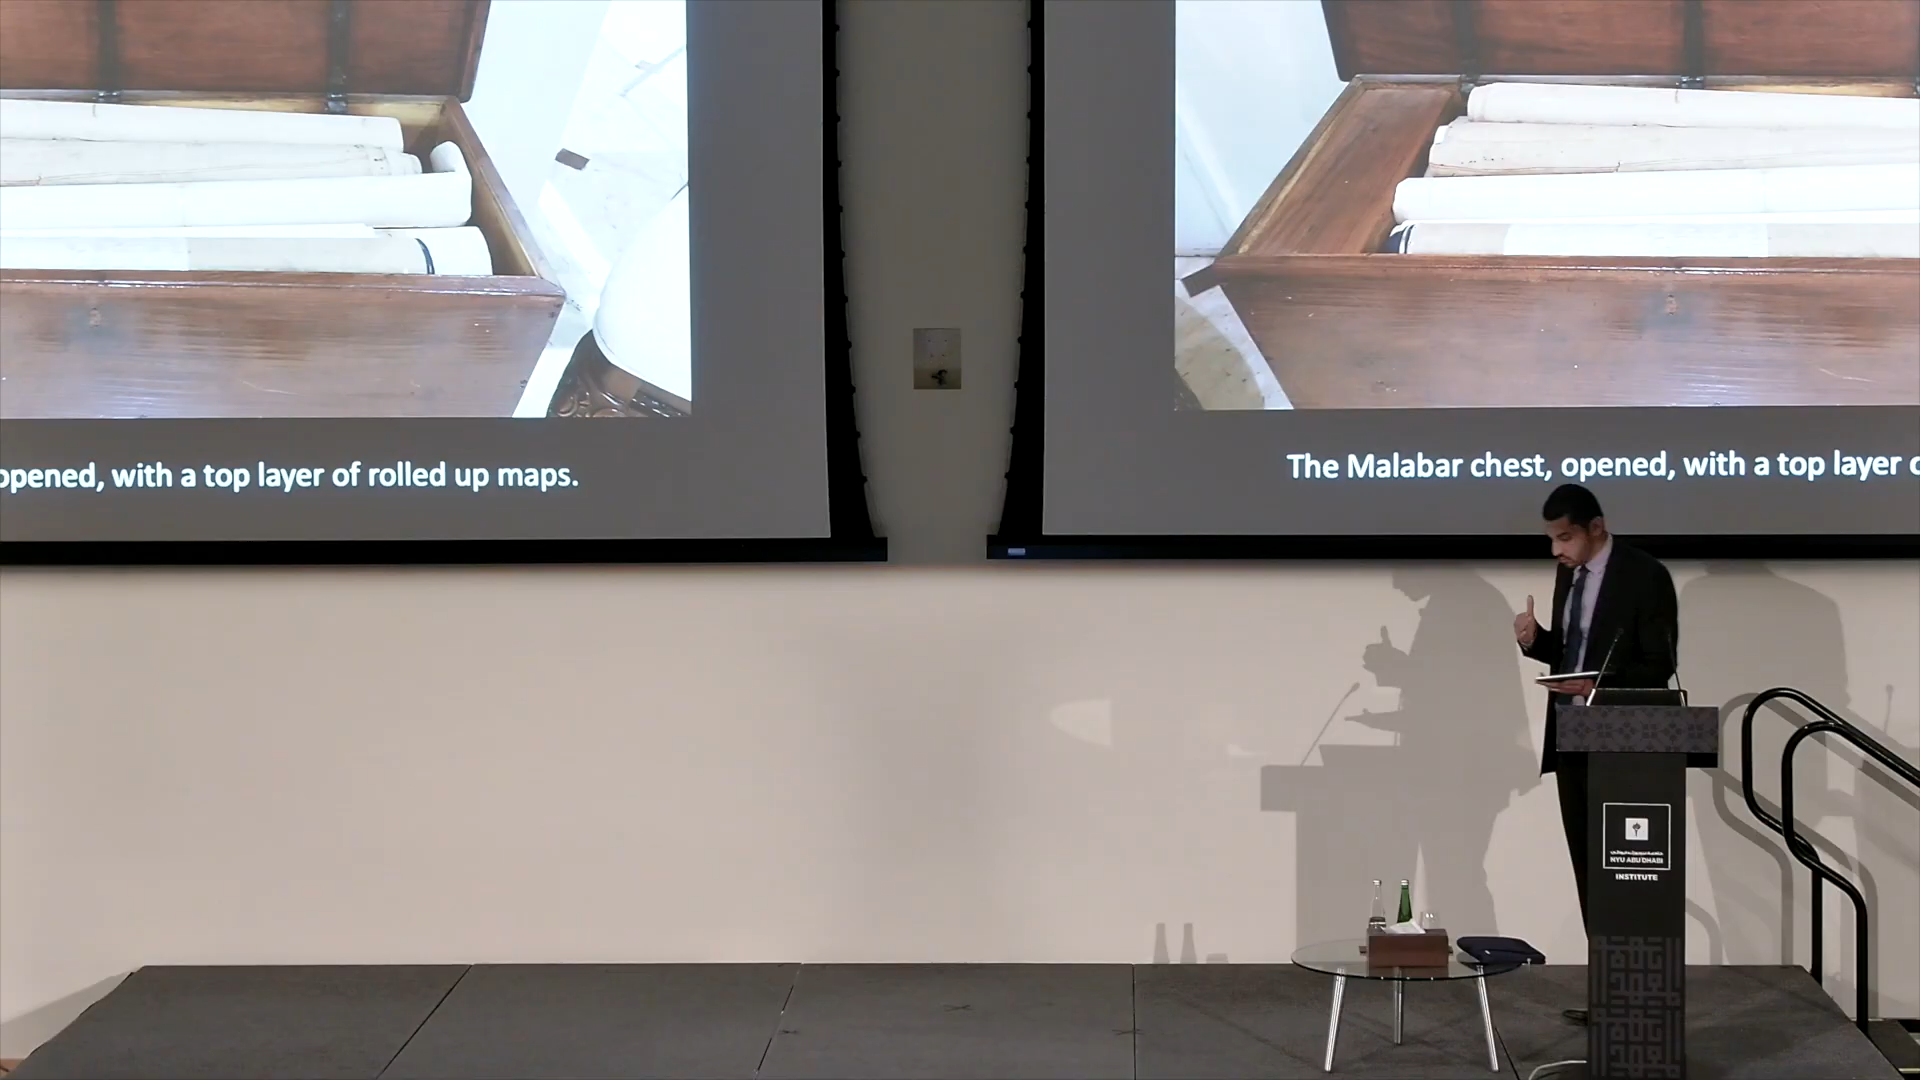 opened, with a top layer of rolled up maps.
The Malabar chest, opened, with a top layer
NYU ABU DHABI
INSTITUTE